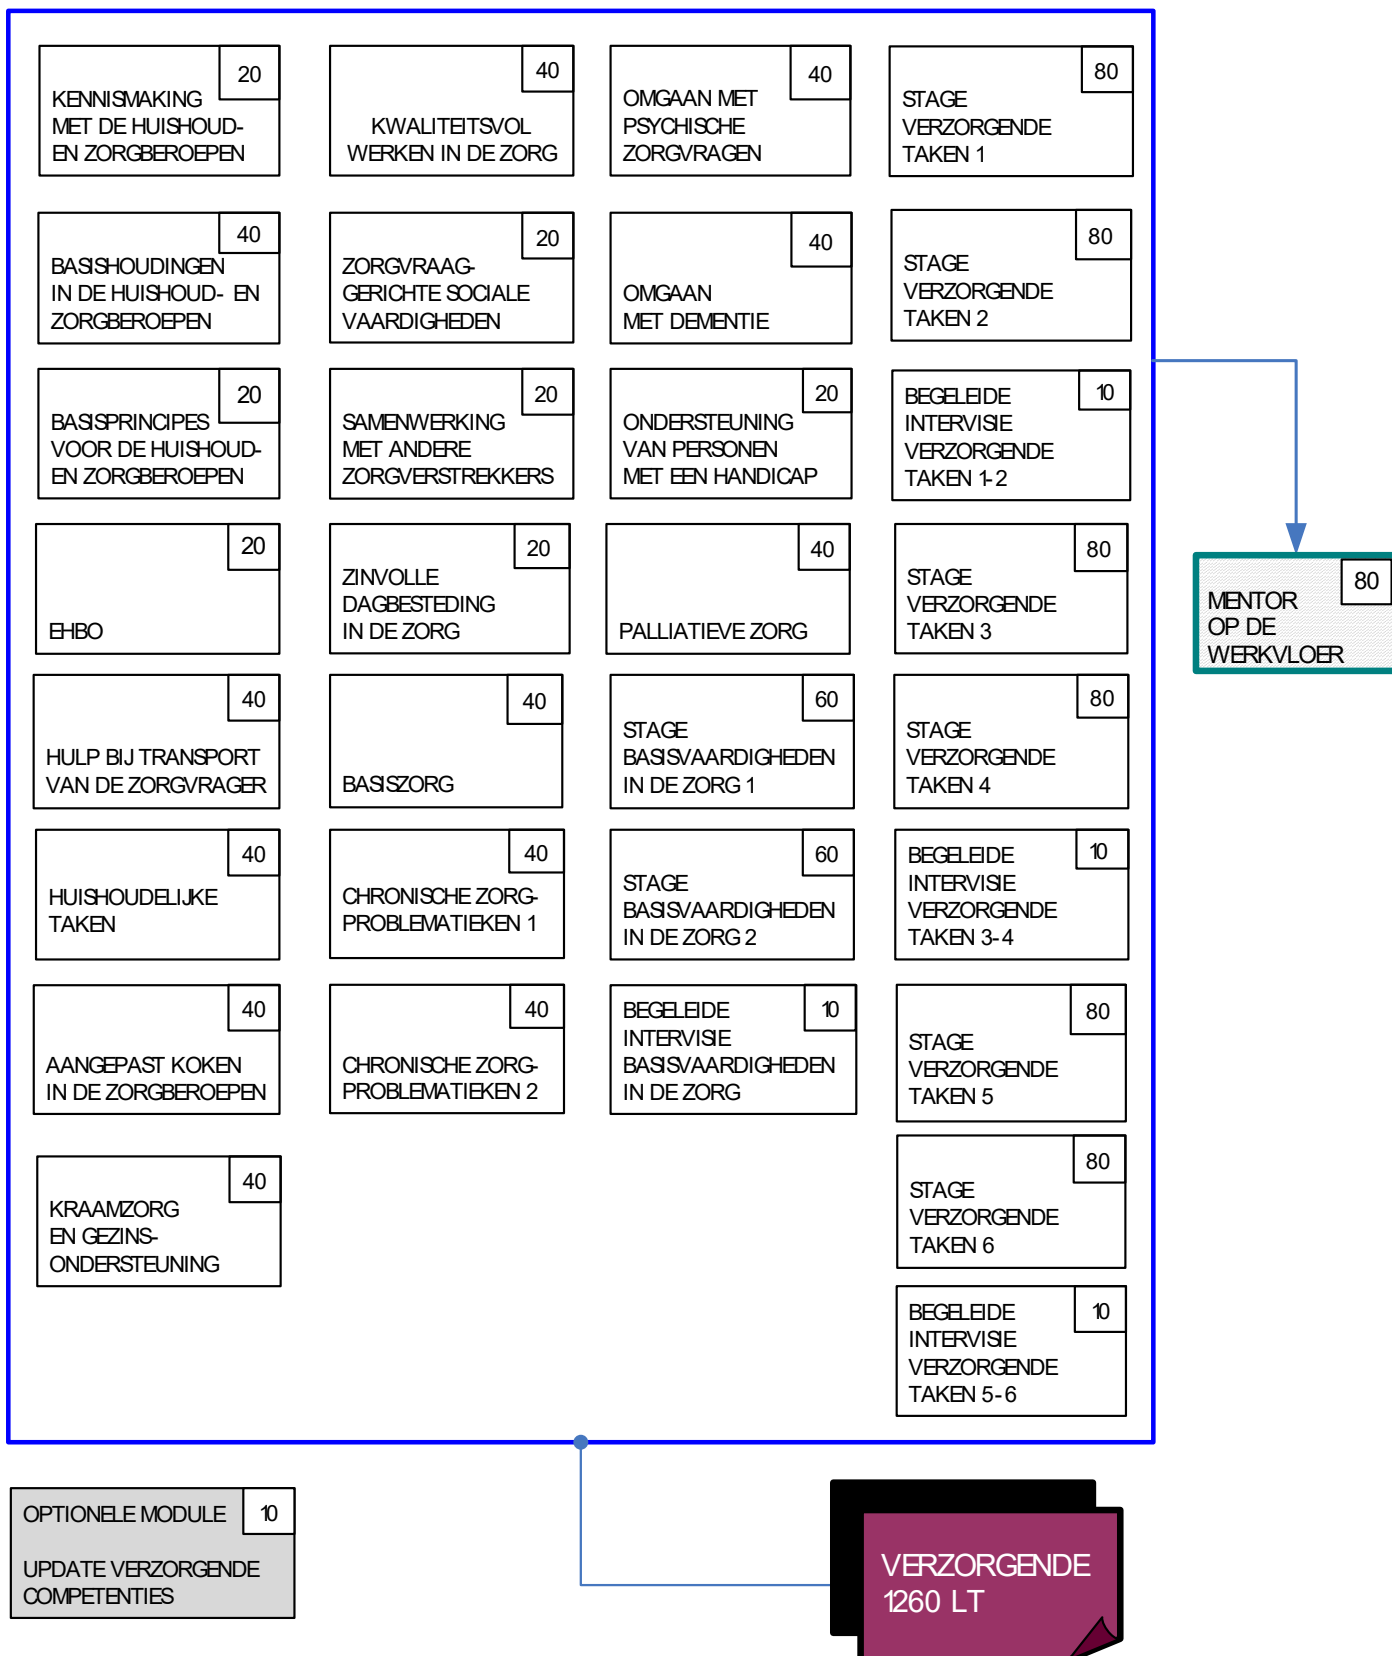 20
KENNISMAKING
MET DE HUISHOUD-
EN ZORGBEROEPEN
40
BASISHOUDINGEN
IN DE HUISHOUD- EN
ZORGBEROEPEN
20
BASISPRINCIPES
VOOR DE HUISHOUD-
EN ZORGBEROEPEN
20
EHBO
40
HULP BIJ TRANSPORT
VAN DE ZORGVRAGER
40
HUISHOUDELIJKE
TAKEN
40
AANGEPAST KOKEN
IN DE ZORGBEROEPEN
40
KRAAMZORG
EN GEZINS-
ONDERSTEUNING
40
KWALITEITSVOL
WERKEN IN DE ZORG
20
ZORGVRAAG-
GERICHTE SOCIALE
VAARDIGHEDEN
20
SAMENWERKING
MET ANDERE
ZORGVERSTREKKERS
20
ZINVOLLE
DAGBESTEDING
IN DE ZORG
40
BASISZORG
40
CHRONISCHE ZORG-
PROBLEMATIEKEN 1
40
CHRONISCHE ZORG-
PROBLEMATIEKEN 2
40
OMGAAN MET
PSYCHISCHE
ZORGVRAGEN
40
OMGAAN
MET DEMENTIE
20
ONDERSTEUNING
VAN PERSONEN
MET EEN HANDICAP
40
PALLIATIEVE ZORG
60
STAGE
BASISVAARDIGHEDEN
IN DE ZORG 1
60
STAGE
BASISVAARDIGHEDEN
IN DE ZORG 2
10
BEGELEIDE
INTERVISIE
BASISVAARDIGHEDEN
IN DE ZORG
80
STAGE
VERZORGENDE
TAKEN 1
80
STAGE
VERZORGENDE
TAKEN 2
10
BEGELEIDE
INTERVISIE
VERZORGENDE
TAKEN 1-2
80
STAGE
VERZORGENDE
TAKEN 3
80
STAGE
VERZORGENDE
TAKEN 4
10
BEGELEIDE
INTERVISIE
VERZORGENDE
TAKEN 3-4
80
STAGE
VERZORGENDE
TAKEN 5
80
STAGE
VERZORGENDE
TAKEN 6
10
BEGELEIDE
INTERVISIE
VERZORGENDE
TAKEN 5-6
80
MENTOR
OP DE
WERKVLOER
OPTIONELE MODULE 10
UPDATE VERZORGENDE
COMPETENTIES
VERZORGENDE
1260 LT